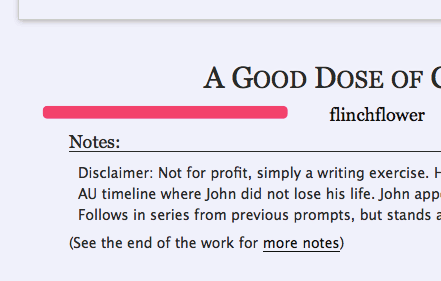 A GOOD DOSE OF
flinchflower
Notes:
Disclaimer: Not for profit, simply a writing exercise.
AU timeline where John did not lose his life. John
Follows in series from previous prompts, but stands
(See the end of the work for more notes)